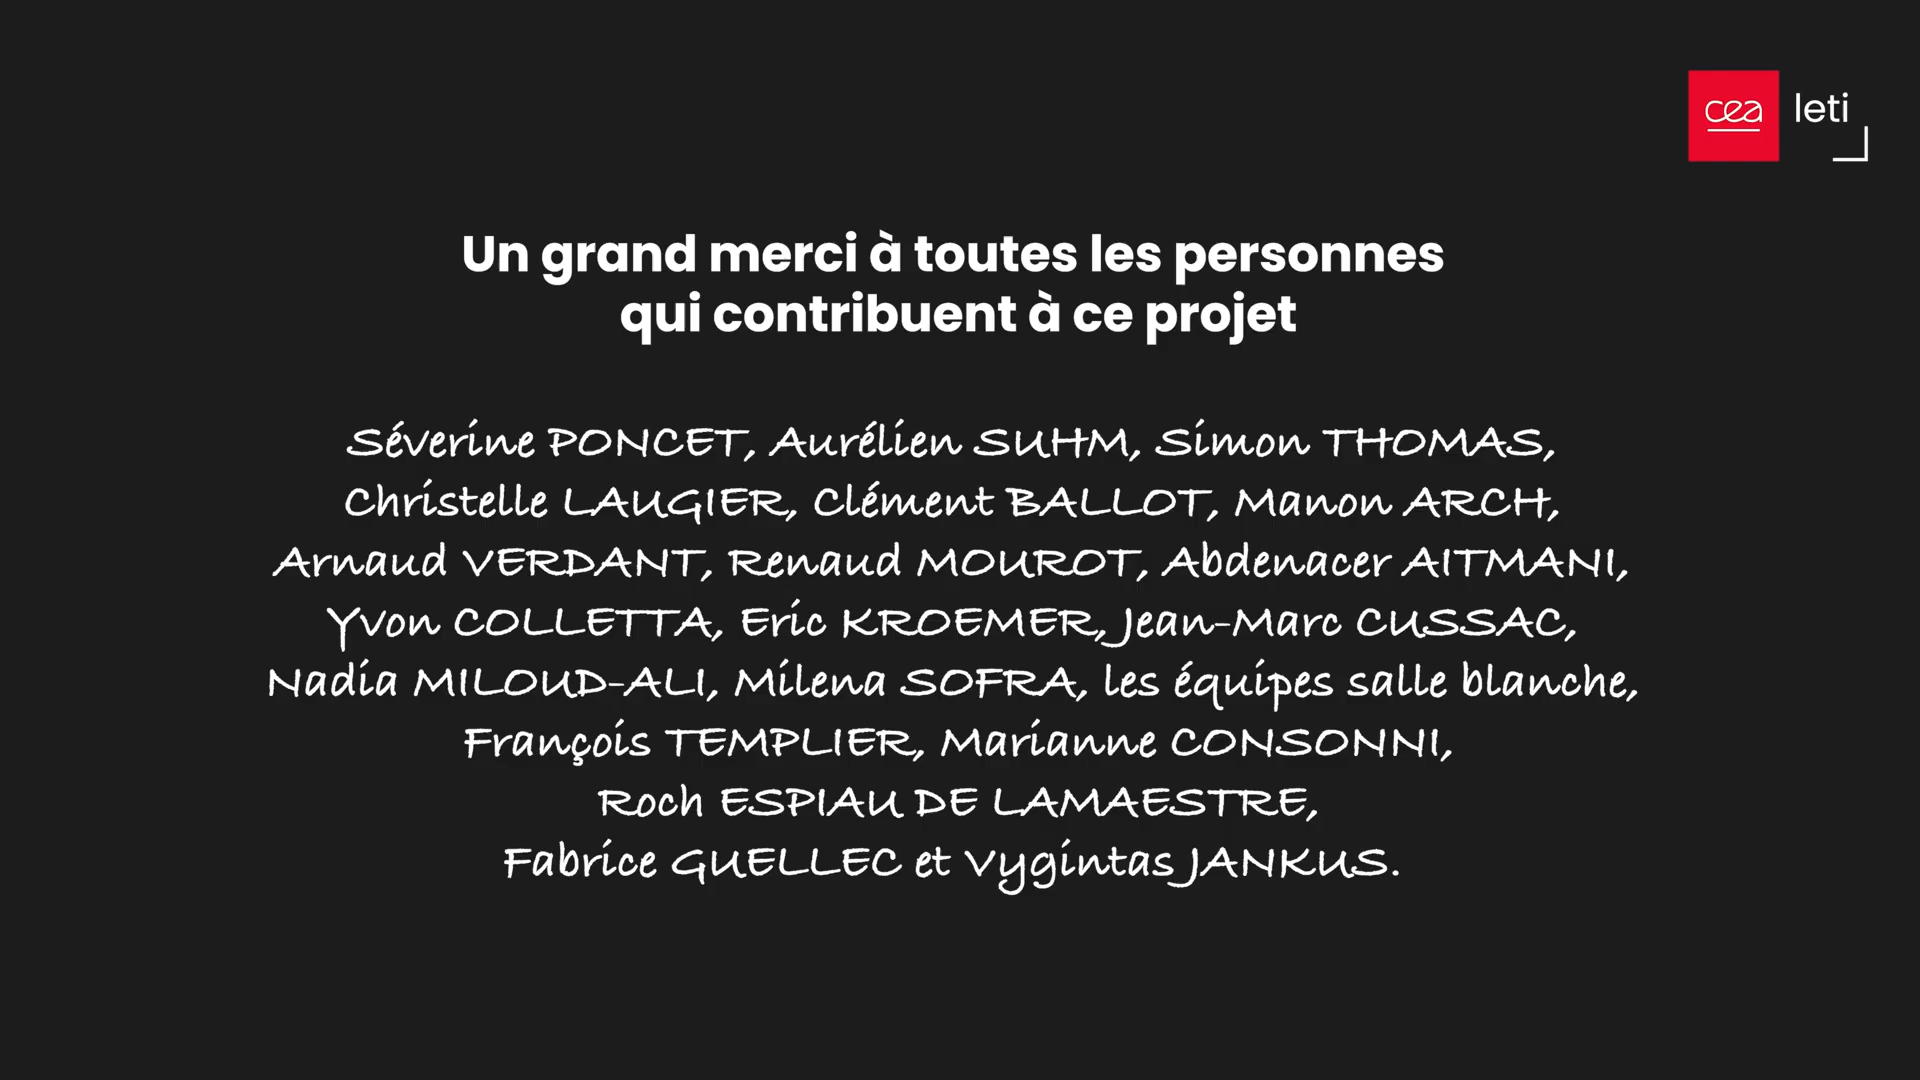 cea leti
Un grand merci à toutes les personnes
qui contribuent à ce projet
Séverine PONCET, Aurélien SUHM, Simon THOMAS,
Christelle LAUGIER, Clément BALLOT, Manon ARCH,
Arnaud VERDANT, Renaud MOUROT, Abdenacer AITMANI,
Yvon COLLETTA, Eric KROEMER, Jean-Marc CUSSAC,
Nadia MILOUD-ALI, Milena SOFRA, les équipes salle blanche,
François TEMPLIER, Marianne CONSONNI,
Roch ESPIAU DE LAMAESTRE,
Fabrice GUELLEC et Vygintas JANKUS.